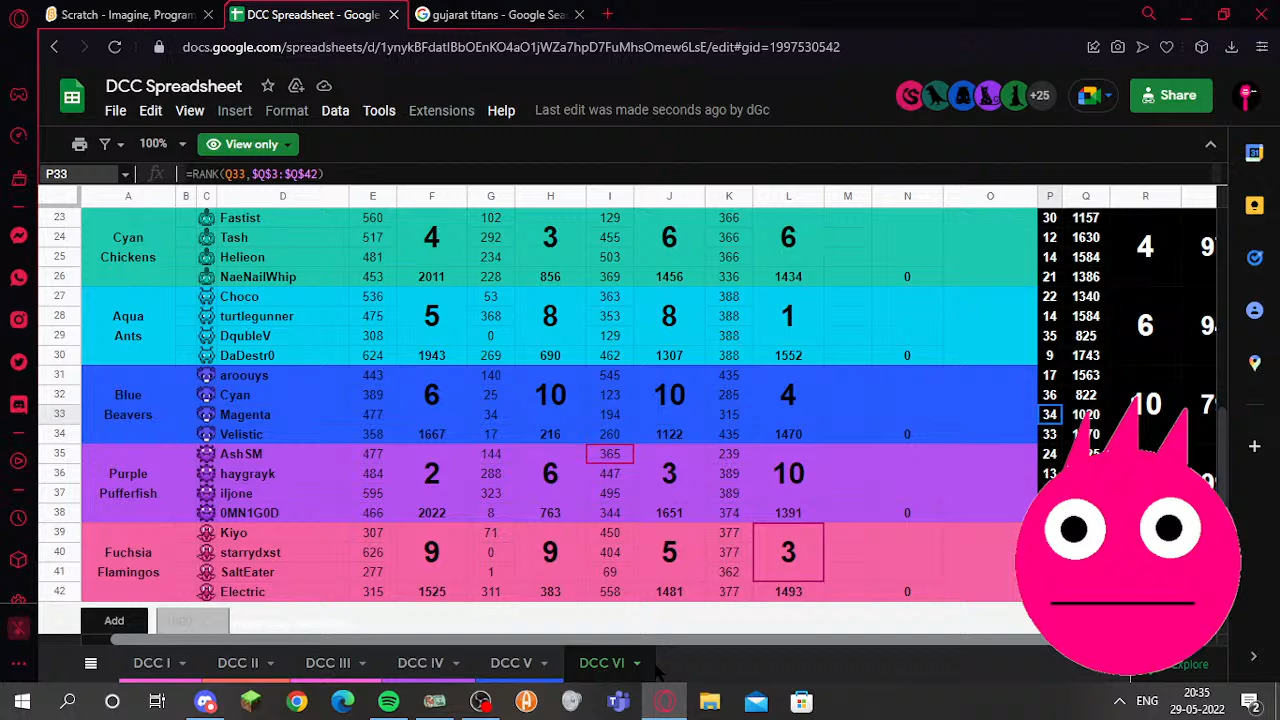 Scratch - Imagine, Program
DCC Spreadsheet - Google
gujarat titans - Google Sea
docs.google.com/spreadsheets/d/1ynykBFdatIBbOEnKO4aO1jWZa7hpD7FuMhsOmew6LsE/edit#gid=1997530542
DCC Spreadsheet
File Edit View Insert Format Data Tools Extensions Help Last edit was made seconds ago by dGc
+25
Share
100% View only
P33 fx =RANK(Q33,$Q$3:$Q$42)
A B C D E F G H I J K L M N O P Q R
23 Fastist 560 102 129 366 30 1157
24 Cyan Tash 517 4 292 3 455 6 366 6 12 1630 4
25 Chickens Helieon 481 234 503 366 14 1584
26 NaeNailWhip 453 2011 228 856 369 1456 336 1434 0 21 1386
27 Choco 536 53 363 388 22 1340
28 Aqua turtlegunner 475 5 368 8 353 8 388 1 14 1584 6
29 Ants DqubleV 308 0 129 388 35 825
30 DaDestr0 624 1943 269 690 462 1307 388 1552 0 9 1743
31 aroouys 443 140 545 435 17 1563
32 Blue Cyan 389 6 25 10 123 10 285 4 36 822 10
33 Beavers Magenta 477 34 194 315 34
34 Velistic 358 1667 17 216 260 1122 435 1470 0 33
35 AshSM 477 144 365 239 24
36 Purple haygrayk 484 2 288 6 447 3 389 10 13
37 Pufferfish iljone 595 323 495 389
38 0MN1G0D 466 2022 8 763 344 1651 374 1391 0
39 Kiyo 307 71 450 377
40 Fuchsia starrydxst 626 9 0 9 404 5 377 3
41 Flamingos SaltEater 277 1 69 362
42 Electric 315 1525 311 383 558 1481 377 1493 0
Add
DCC I DCC II DCC III DCC IV DCC V DCC VI
Explore
ENG
20:35
29-05-2022
2